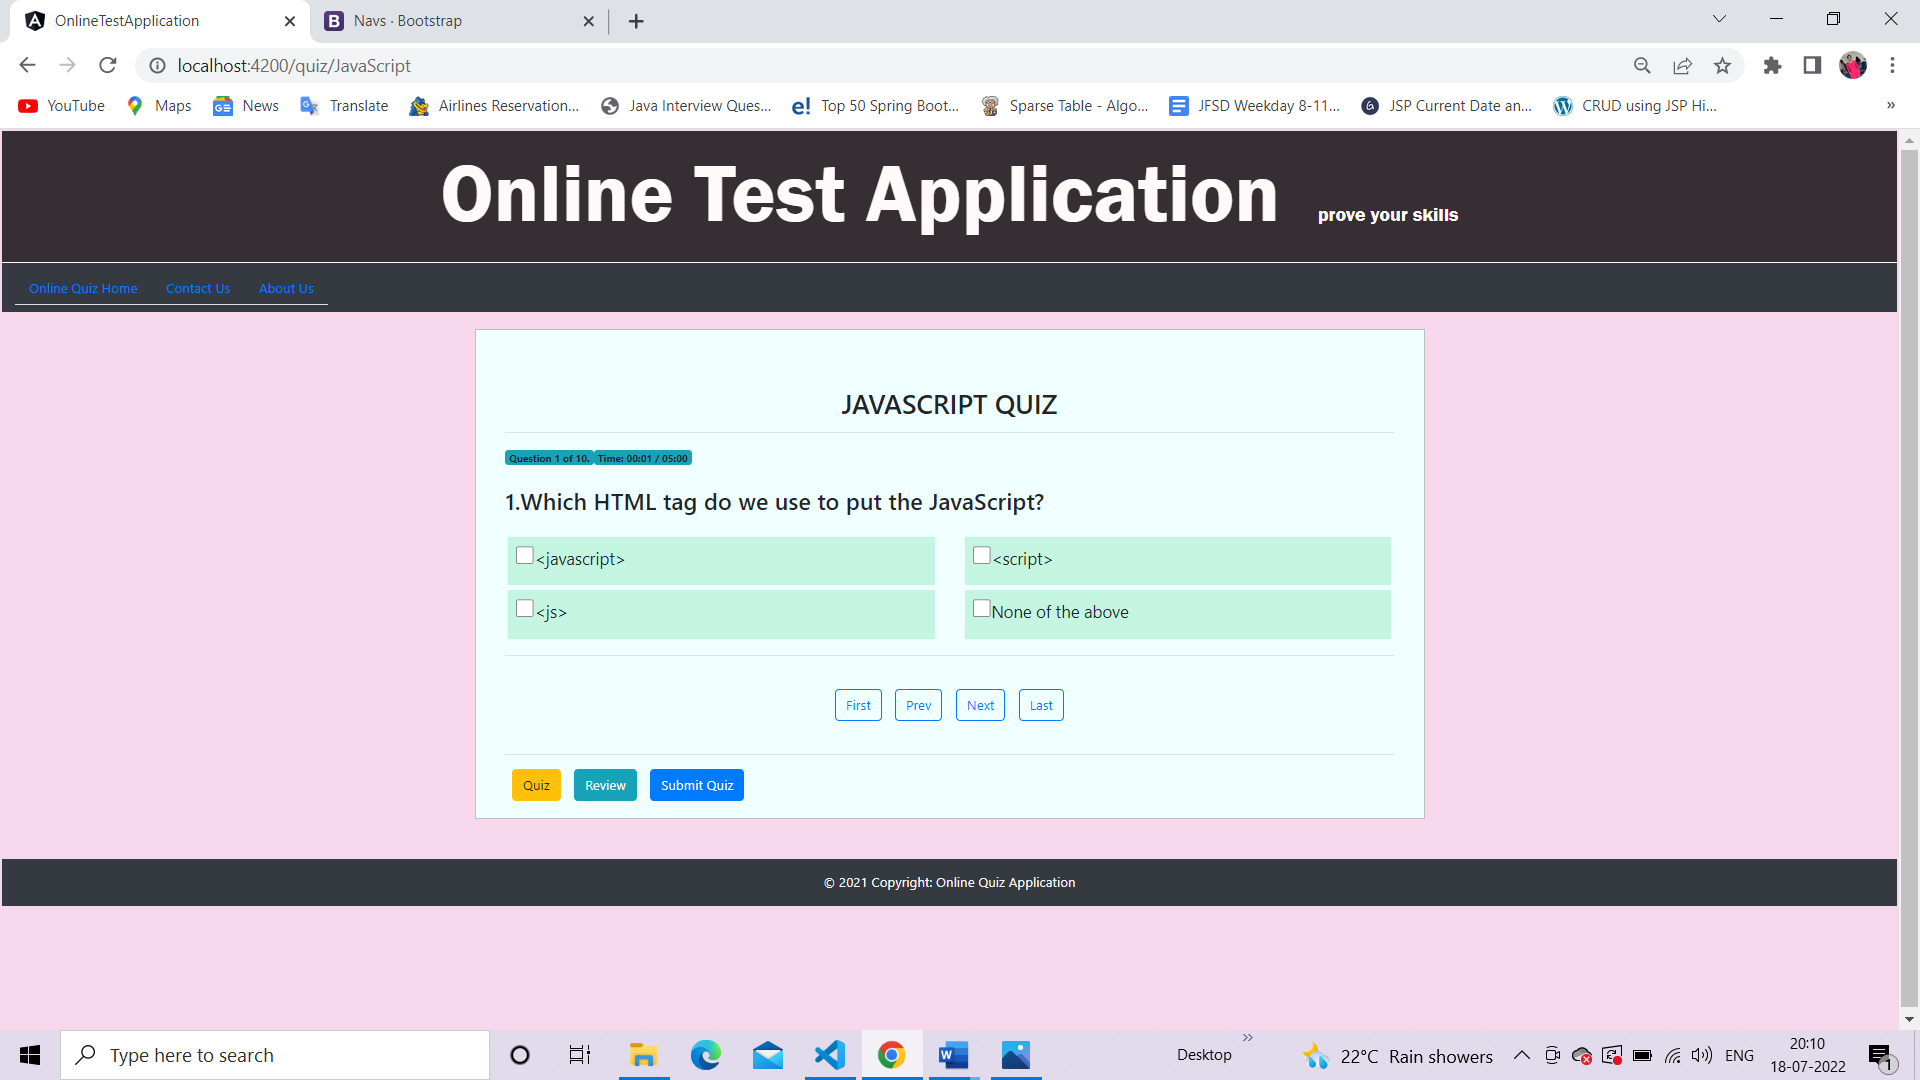 OnlineTestApplication
Navs · Bootstrap
localhost:4200/quiz/JavaScript
YouTube
Maps
News
Translate
Airlines Reservation...
Java Interview Ques...
Top 50 Spring Boot...
Sparse Table - Algo...
JFSD Weekday 8-11...
JSP Current Date an...
CRUD using JSP Hi...
»
Online Test Application prove your skills
Online Quiz Home Contact Us About Us
JAVASCRIPT QUIZ
Question 1 of 10. Time: 00:01 / 05:00
1.Which HTML tag do we use to put the JavaScript?
<javascript>
<script>
<js>
None of the above
First Prev Next Last
Quiz Review Submit Quiz
© 2021 Copyright: Online Quiz Application
Type here to search
Desktop
»
22°C Rain showers
ENG
20:10
18-07-2022
1